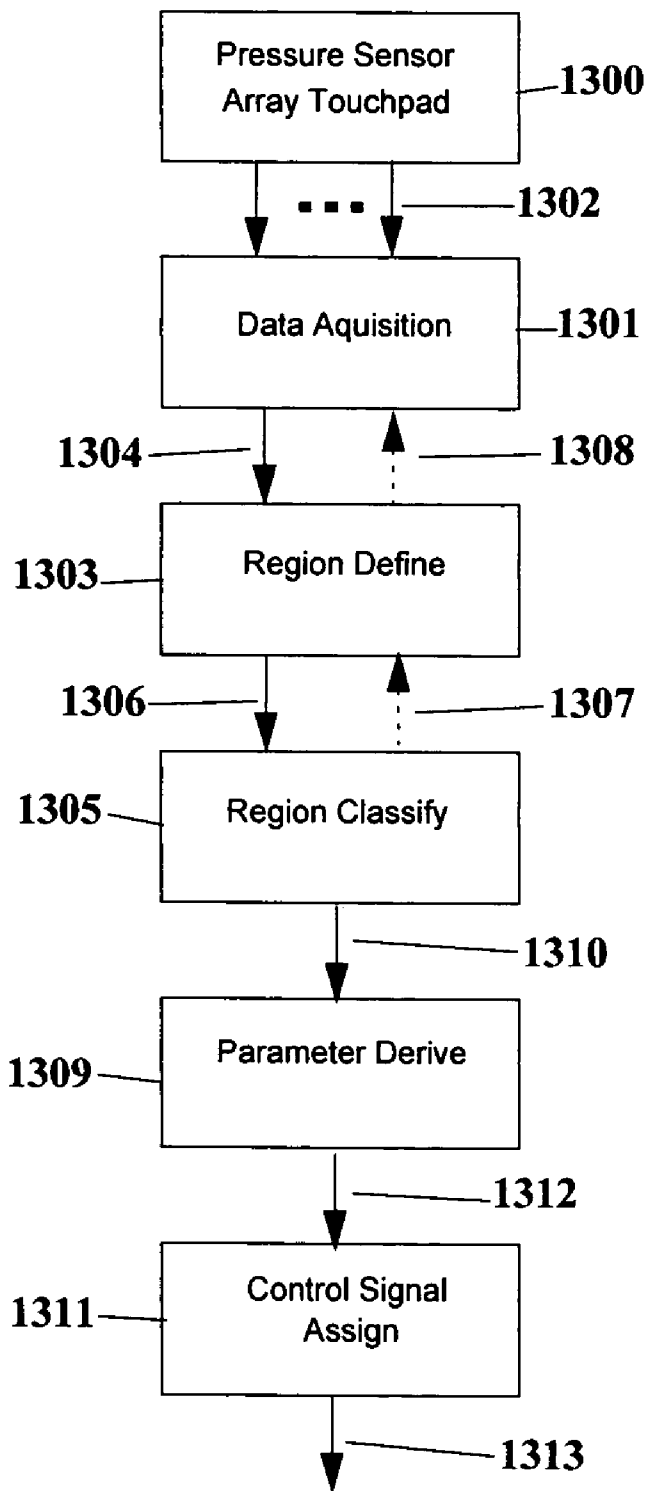 Pressure Sensor
Array Touchpad
1300
1302
Data Aquisition
1301
1304
1308
Region Define
1303
1306
1307
Region Classify
1305
1310
Parameter Derive
1309
1312
Control Signal
Assign
1311
1313